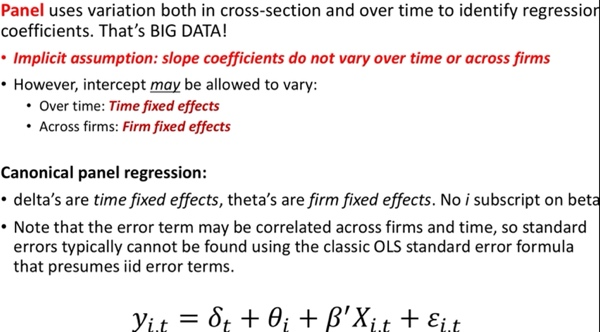 Panel uses variation both in cross-section and over time to identify regression
coefficients. That's BIG DATA!
• Implicit assumption: slope coefficients do not vary over time or across firms
• However, intercept may be allowed to vary:
• Over time: Time fixed effects
• Across firms: Firm fixed effects
Canonical panel regression:
• delta's are time fixed effects, theta's are firm fixed effects. No i subscript on beta
• Note that the error term may be correlated across firms and time, so standard
errors typically cannot be found using the classic OLS standard error formula
that presumes iid error terms.
y_{i,t} = δ_t + θ_i + β'X_{i,t} + ε_{i,t}